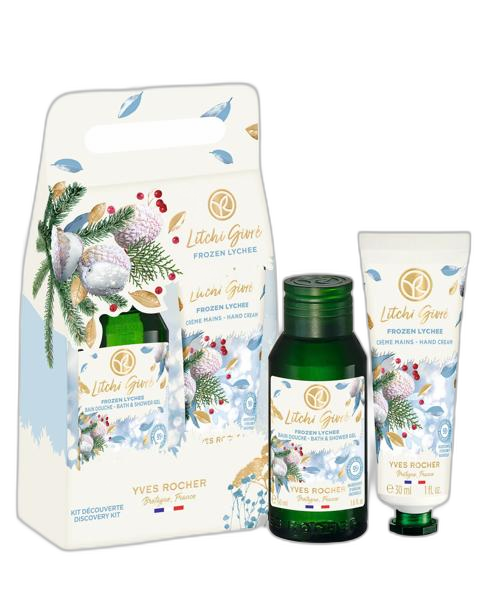 Litchi Givré
FROZEN LYCHEE
Litchi Givré
FROZEN LYCHEE
CRÈME MAINS - HAND CREAM
Litchi Givré
FROZEN LYCHEE
BAIN DOUCHE - BATH & SHOWER GEL
YVES ROCHER
YVES ROCHER
Bretagne, France
KIT DÉCOUVERTE
DISCOVERY KIT
Litchi Givré
FROZEN LYCHEE
BAIN DOUCHE - BATH & SHOWER GEL
YVES ROCHER
Bretagne, France
Litchi Givré
FROZEN LYCHEE
CRÈME MAINS - HAND CREAM
YVES ROCHER
Bretagne, France
e 30 ml 1 fl. oz